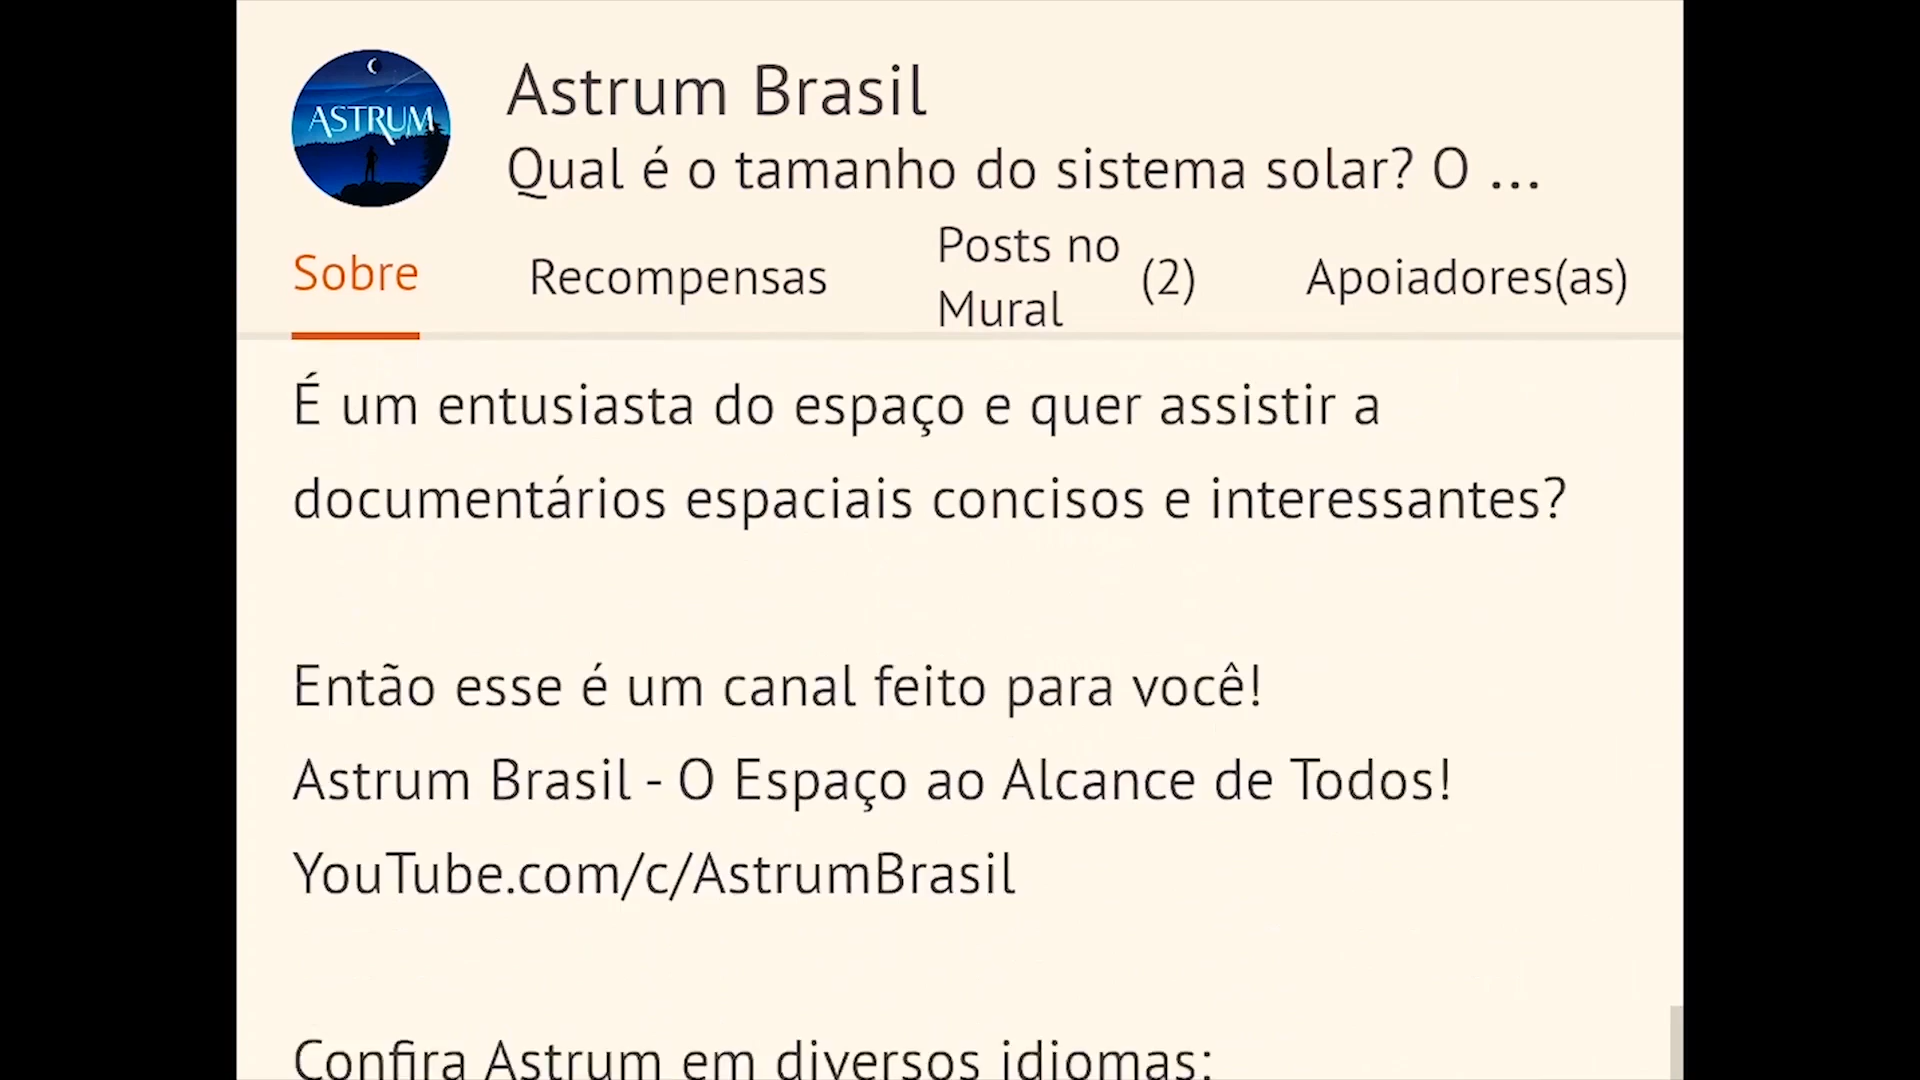 ASTRUM
Astrum Brasil
Qual é o tamanho do sistema solar? O ...
Sobre
Recompensas
Posts no
Mural
(2)
Apoiadores(as)
É um entusiasta do espaço e quer assistir a
documentários espaciais concisos e interessantes?
Então esse é um canal feito para você!
Astrum Brasil - O Espaço ao Alcance de Todos!
YouTube.com/c/AstrumBrasil
Confira Astrum em diversos idiomas: